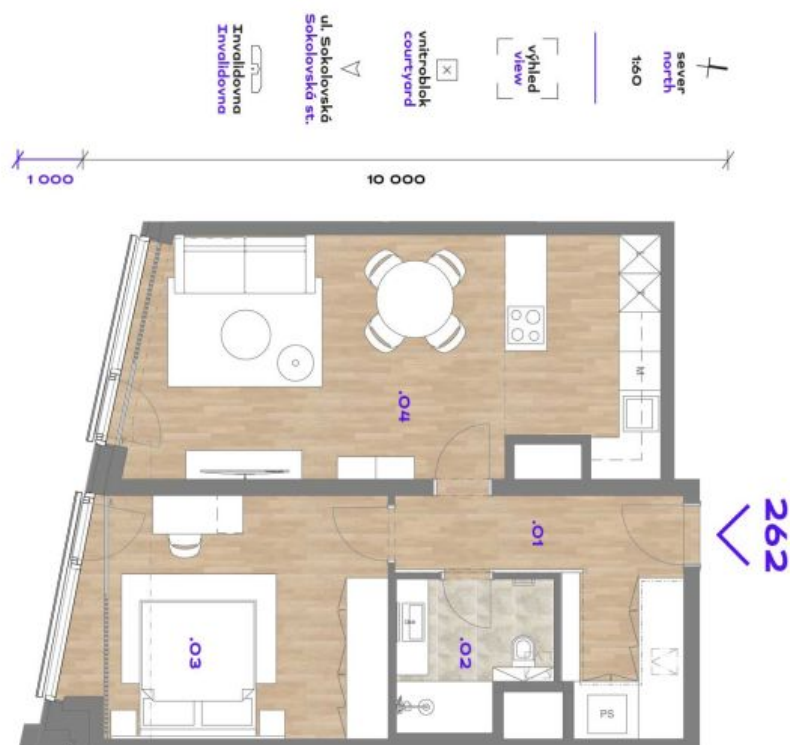 sever
north
1:60
výhled
view
vnitroblok
courtyard
ul. Sokolovská
Sokolovská st.
Invalidovna
Invalidovna
1 000
10 000
262
.04
.01
.02
.03
M
PS